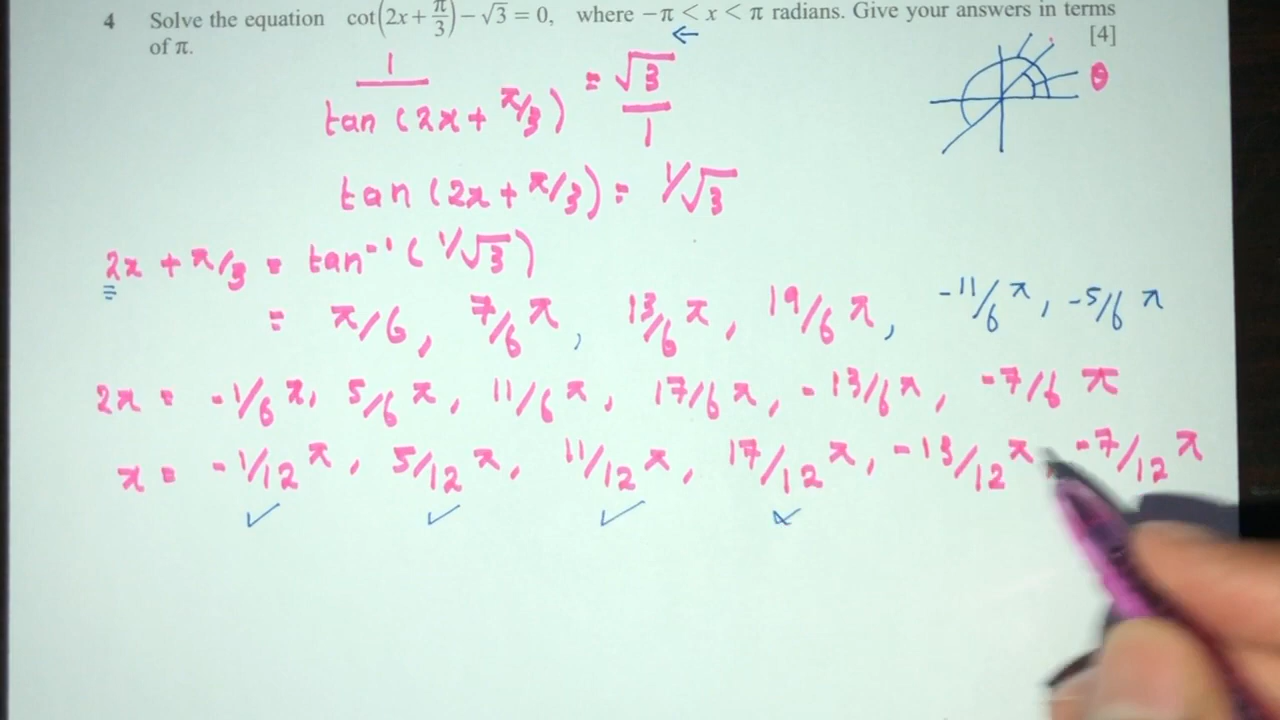 4 Solve the equation cot(2x + π/3) − √3 = 0, where −π < x < π radians. Give your answers in terms
of π. [4]
←
1 / tan (2x + π/3) = √3 / 1
θ
tan (2x + π/3) = 1/√3
2x + π/3 = tan⁻¹ (1/√3)
= π/6, 7/6 π, 13/6 π, 19/6 π, -11/6 π, -5/6 π
2x = -1/6 π, 5/6 π, 11/6 π, 17/6 π, -13/6 π, -7/6 π
x = -1/12 π, 5/12 π, 11/12 π, 17/12 π, -13/12 π, -7/12 π
✓ ✓ ✓ ×